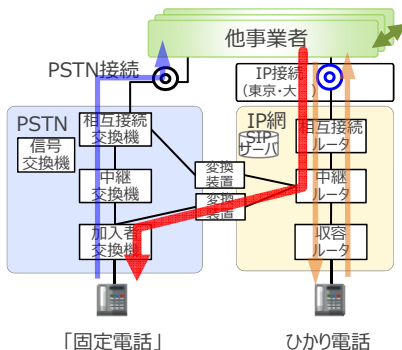 他事業者
PSTN接続
IP接続
(東京・大　)
PSTN
IP網
相互接続
交換機
信号
交換機
SIP
サーバ
相互接続
ルータ
変換
装置
中継
交換機
中継
ルータ
変換
装置
加入者
交換機
収容
ルータ
「固定電話」
ひかり電話